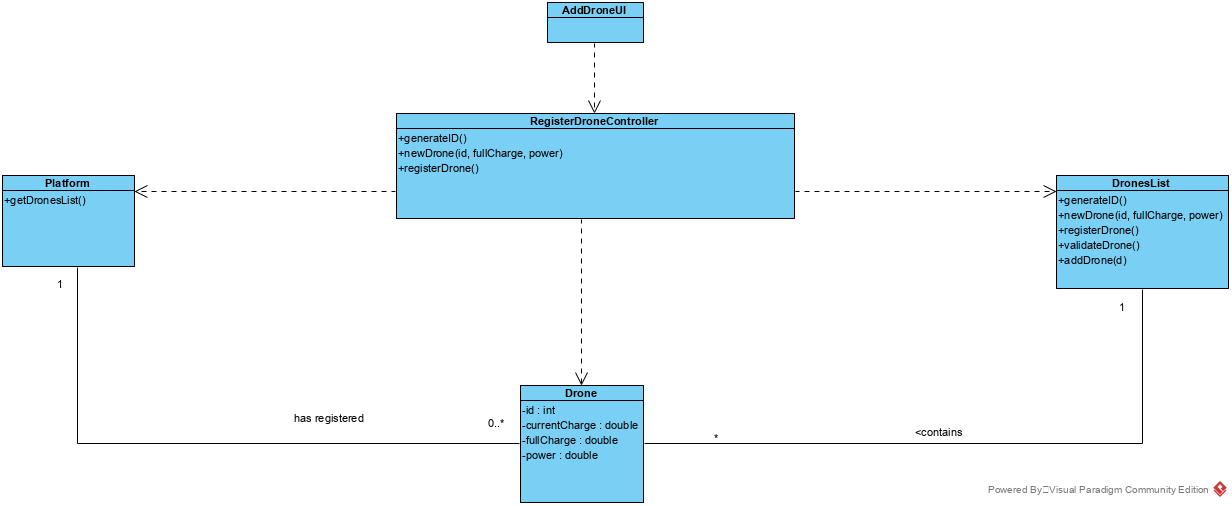 AddDroneUI
RegisterDroneController
+generateID()
+newDrone(id, fullCharge, power)
+registerDrone()
Platform
+getDronesList()
DronesList
+generateID()
+newDrone(id, fullCharge, power)
+registerDrone()
+validateDrone()
+addDrone(d)
1
1
Drone
-id : int
-currentCharge : double
-fullCharge : double
-power : double
has registered
0..*
*
<contains
Powered By Visual Paradigm Community Edition